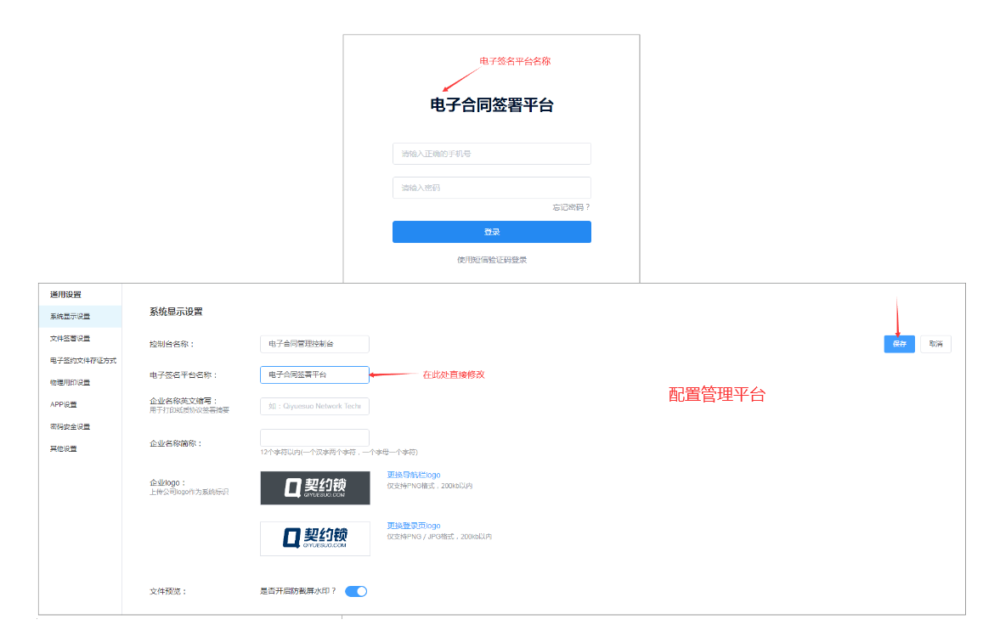 电子签名平台名称
电子合同签署平台
请输入正确的手机号
请输入密码
忘记密码？
登录
使用短信验证码登录
通用设置
系统显示设置
文件签署设置
电子签约文件存证方式
物理用印设置
APP设置
密码安全设置
其他设置
系统显示设置
保存
取消
控制台名称：
电子合同管理控制台
电子签名平台名称：
电子合同签署平台
在此处直接修改
配置管理平台
企业名称英文缩写：
用于打印纸质协议签署摘要
如：Qiyuesuo Network Techn
企业名称简称：
12个字符以内(一个汉字两个字符，一个字母一个字符)
企业logo：
上传公司logo作为系统标识
契约锁
QIYUESUO.COM
更换导航栏logo
仅支持PNG格式，200kb以内
契约锁
QIYUESUO.COM
更换登录页logo
仅支持PNG / JPG格式，200kb以内
文件预览：
是否开启防截屏水印？